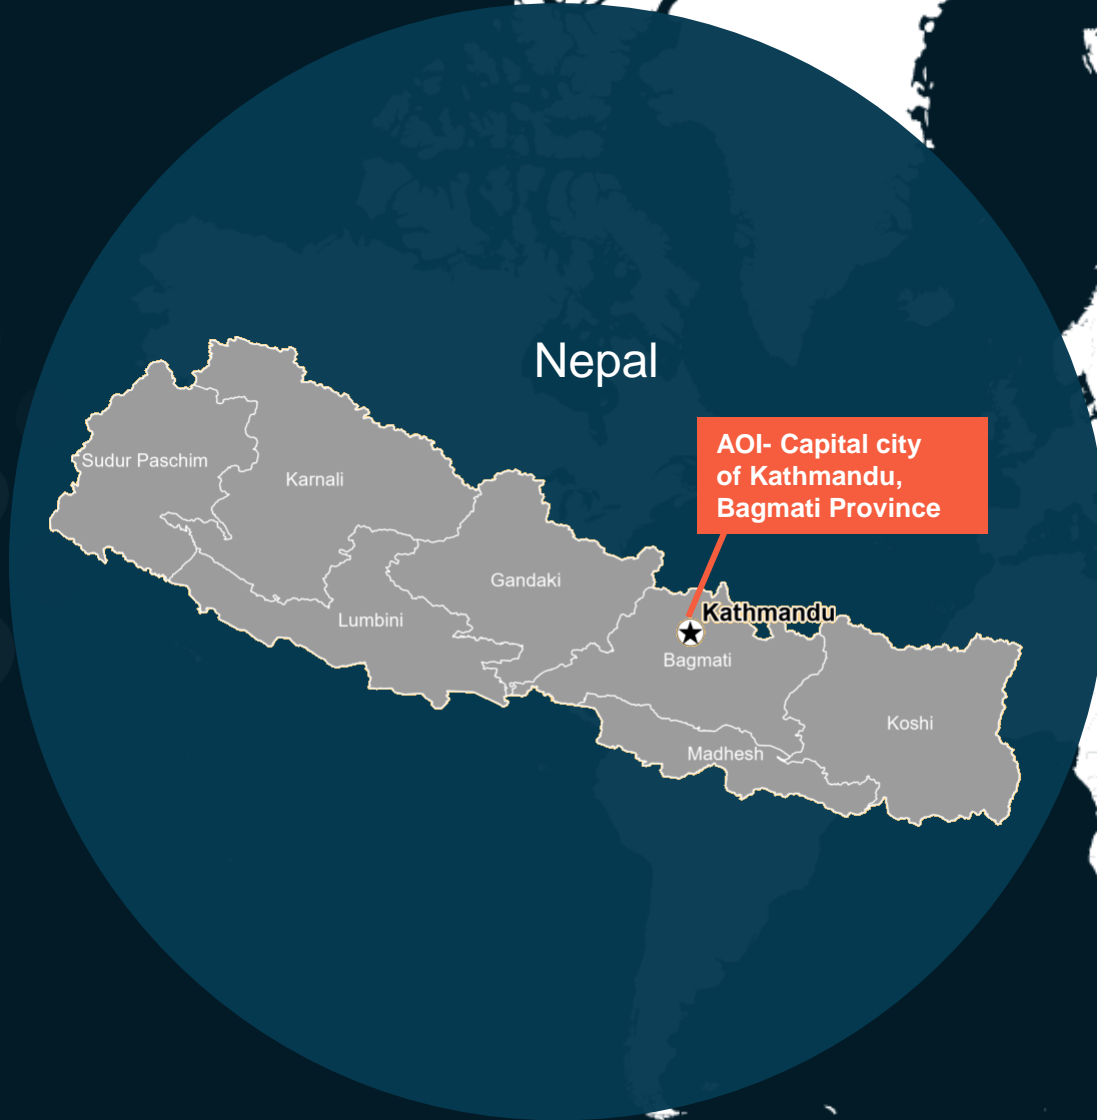 Nepal
AOI- Capital city
of Kathmandu,
Bagmati Province
Sudur Paschim
Karnali
Gandaki
Lumbini
Kathmandu
Bagmati
Koshi
Madhesh